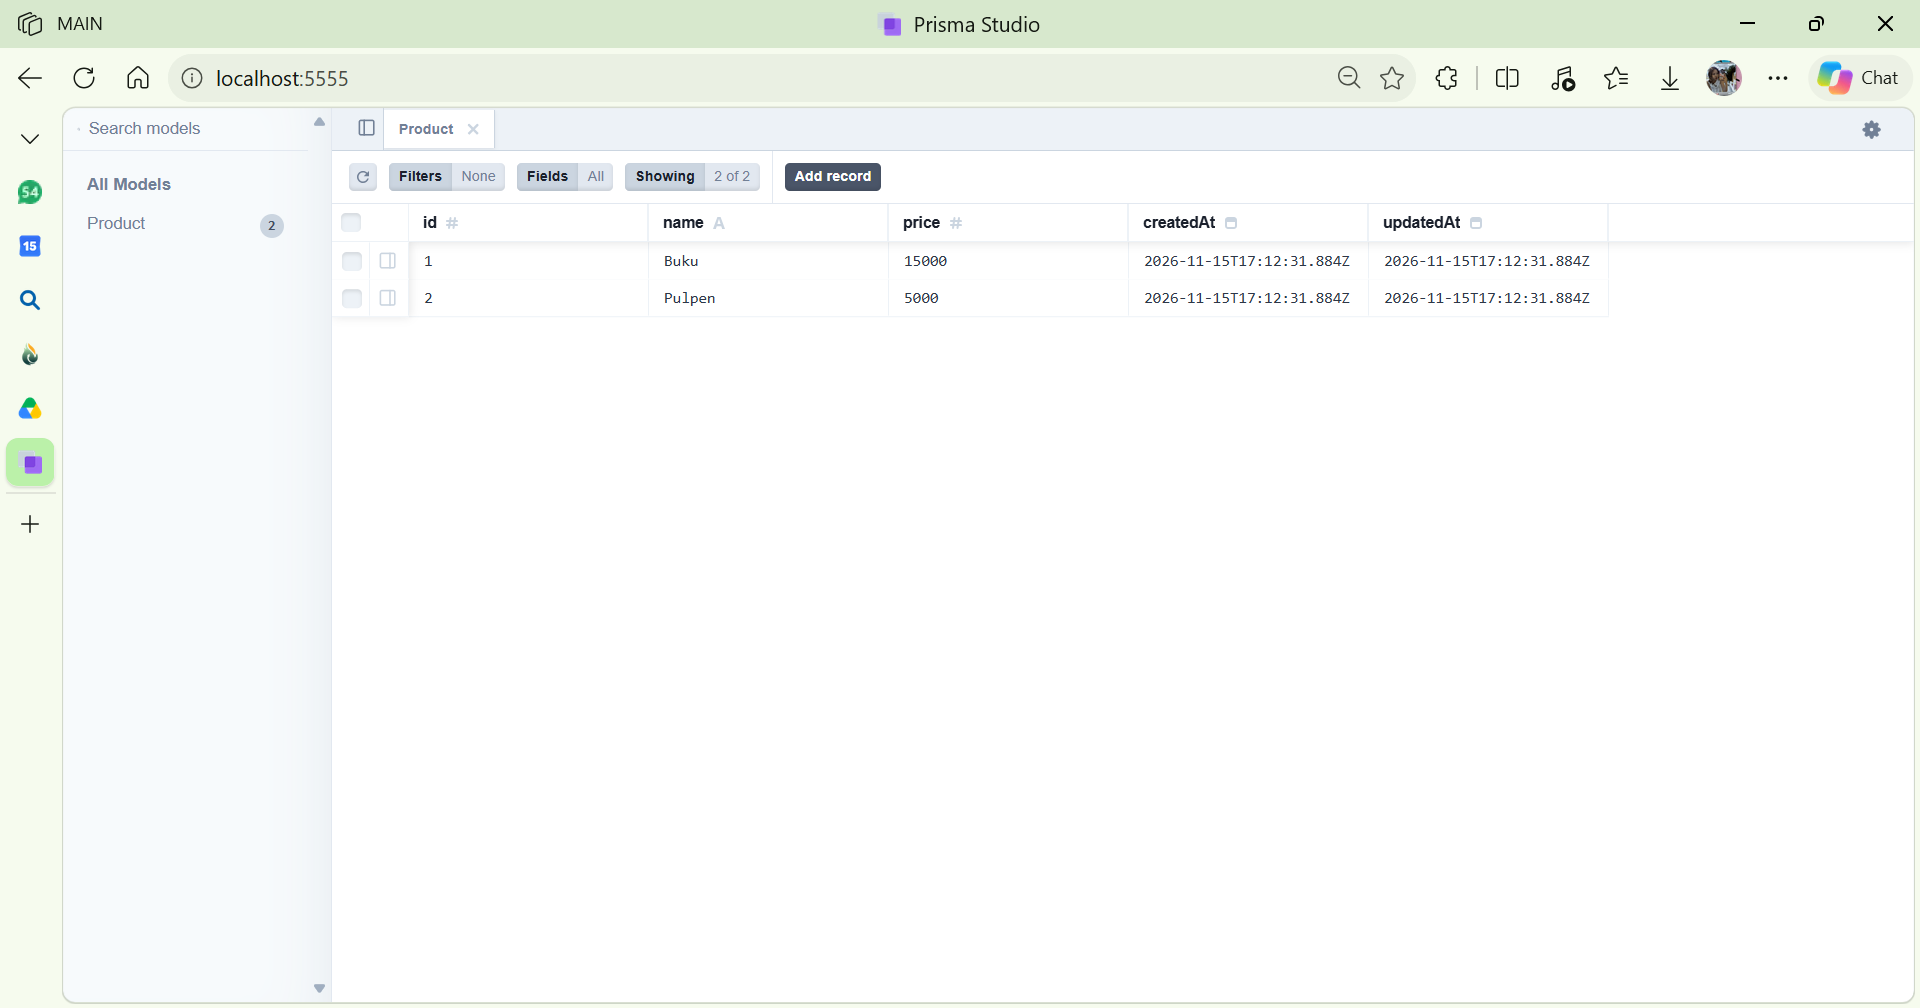 MAIN
Prisma Studio
localhost:5555
Chat
Search models
Product
All Models
Filters None Fields All Showing 2 of 2 Add record
54
Product 2
id # name A price # createdAt updatedAt
15
1 Buku 15000 2026-11-15T17:12:31.884Z 2026-11-15T17:12:31.884Z
2 Pulpen 5000 2026-11-15T17:12:31.884Z 2026-11-15T17:12:31.884Z